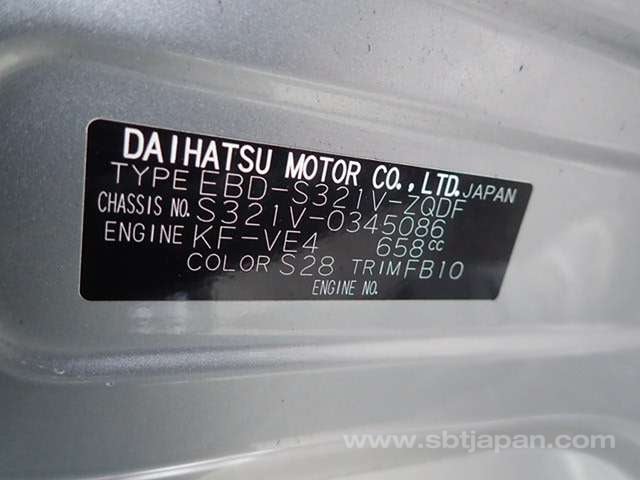 DAIHATSU MOTOR CO., LTD. JAPAN
TYPE EBD-S321V-ZQDF
CHASSIS NO. S321V-0345086
ENGINE KF-VE4 658cc
COLOR S28 TRIM FB10
ENGINE NO.
www.sbtjapan.com